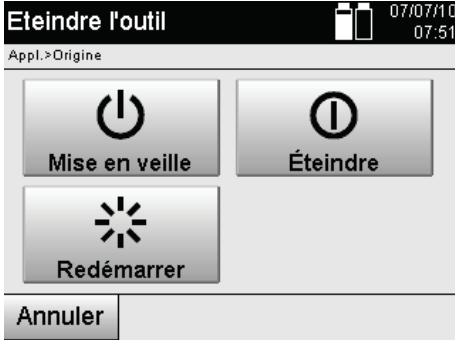 Eteindre l'outil
07/07/10
07:51
Appl.>Origine
Mise en veille
Éteindre
Redémarrer
Annuler